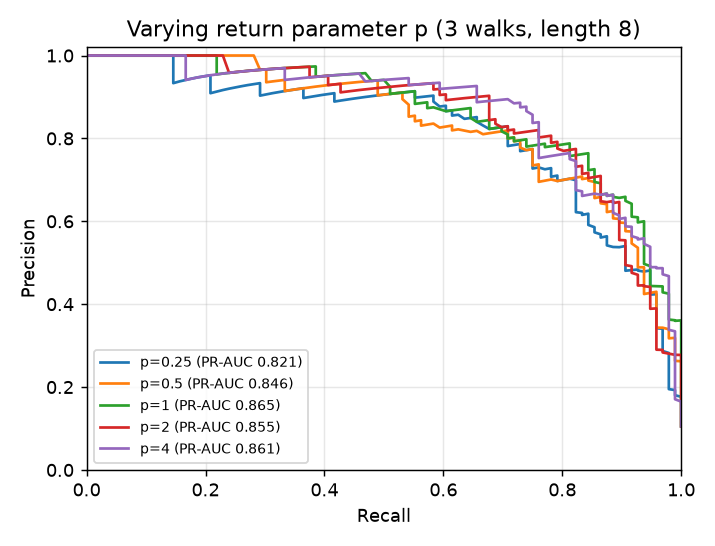 Varying return parameter p (3 walks, length 8)
1.0
0.8
0.6
0.4
0.2
0.0
Precision
p=0.25 (PR-AUC 0.821)
p=0.5 (PR-AUC 0.846)
p=1 (PR-AUC 0.865)
p=2 (PR-AUC 0.855)
p=4 (PR-AUC 0.861)
0.0 0.2 0.4 0.6 0.8 1.0
Recall